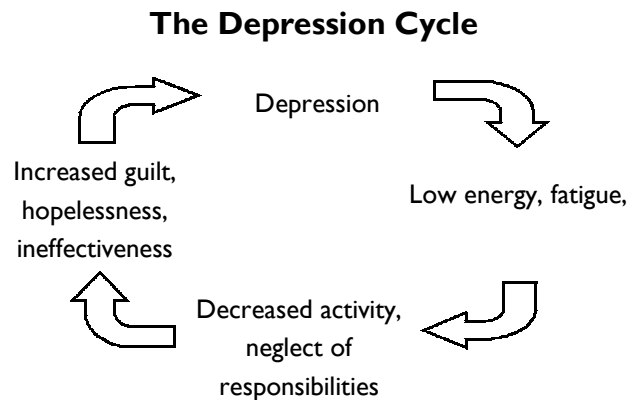 The Depression Cycle
Depression
Low energy, fatigue,
Decreased activity,
neglect of
responsibilities
Increased guilt,
hopelessness,
ineffectiveness